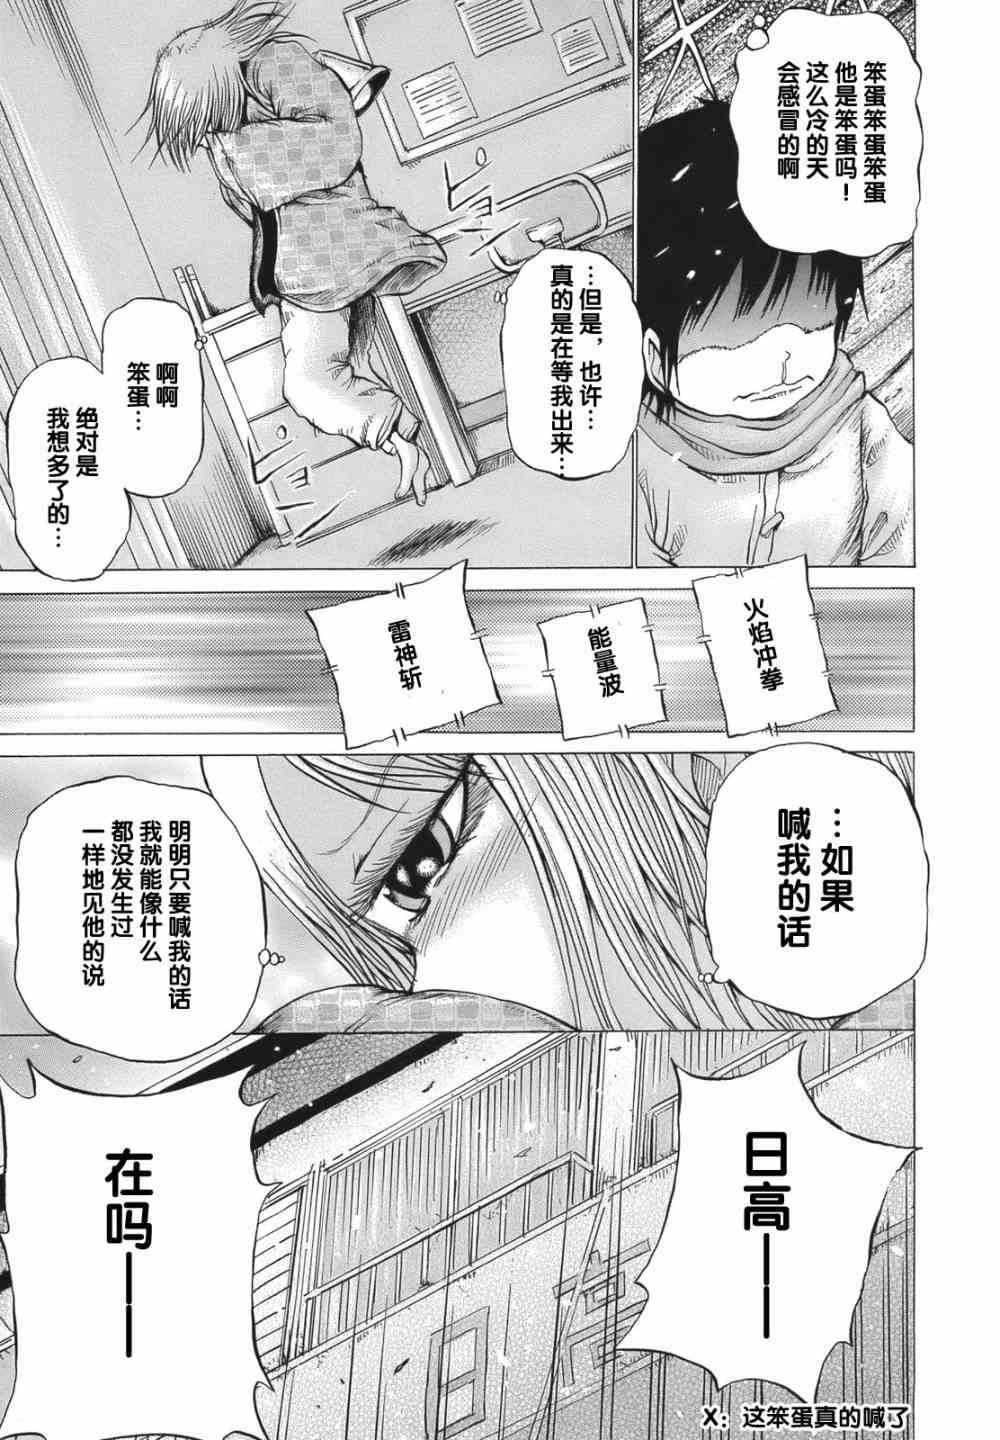 笨蛋笨蛋笨蛋
他是笨蛋吗！
这么冷的天
会感冒的啊
…但是，也许…
真的是在等我出来…
ヒョ
啊啊
笨蛋…
绝对是
我想多了的…
火焰冲拳
能量波
雷神斩
…如果
喊我的话
明明只要喊我的话
我就能像什么
都没发生过
一样地见他的说
日高——
在吗——
日高
X：这笨蛋真的喊了